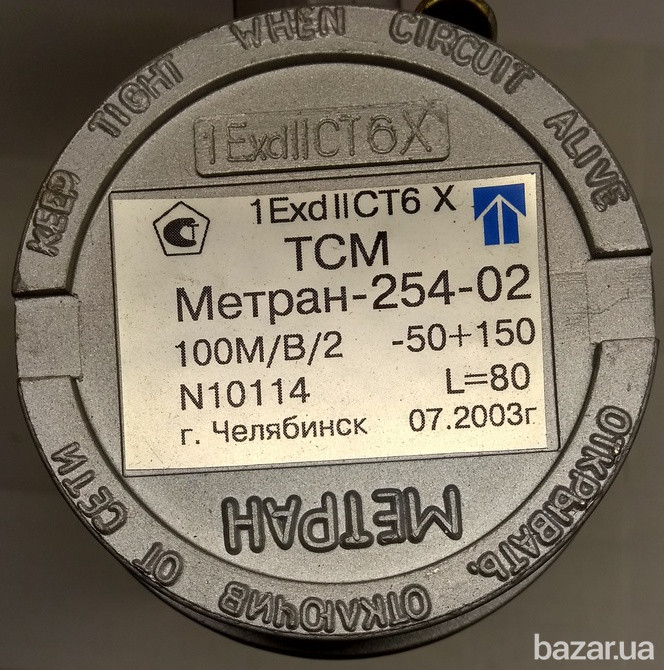 KEEP TIGHT WHEN CIRCUIT ALIVE
1ExdIICT6X
1ExdIICT6 X
ТСМ
Метран-254-02
100М/В/2 -50+150
N10114 L=80
г. Челябинск 07.2003г
МЕТРАН
ОТКРЫВАТЬ, ОТКЛЮЧИВ ОТ СЕТИ
bazar.ua